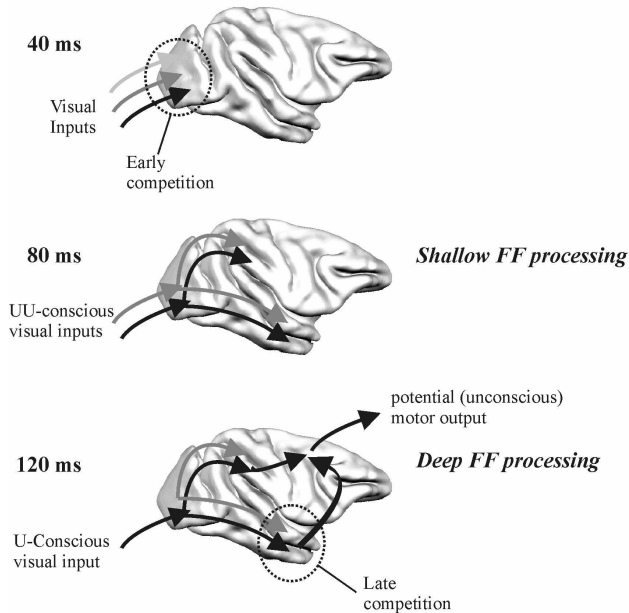 40 ms
Visual
Inputs
Early
competition
80 ms
Shallow FF processing
UU-conscious
visual inputs
potential (unconscious)
motor output
120 ms
Deep FF processing
U-Conscious
visual input
Late
competition